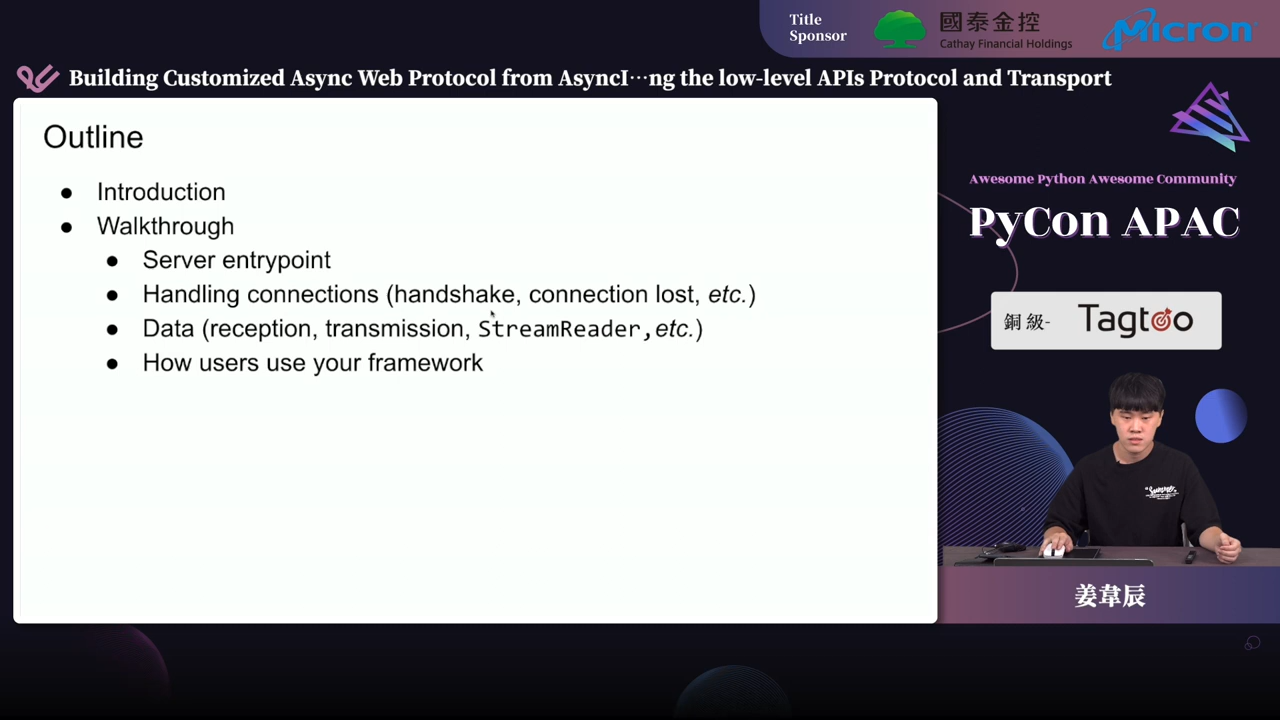 Title
Sponsor
國泰金控
Cathay Financial Holdings
Micron
Building Customized Async Web Protocol from AsyncI…ng the low-level APIs Protocol and Transport
Outline
● Introduction
● Walkthrough
● Server entrypoint
● Handling connections (handshake, connection lost, etc.)
● Data (reception, transmission, StreamReader,etc.)
● How users use your framework
Awesome Python Awesome Community
PyCon APAC
銅級-
Tagtoo
姜韋辰